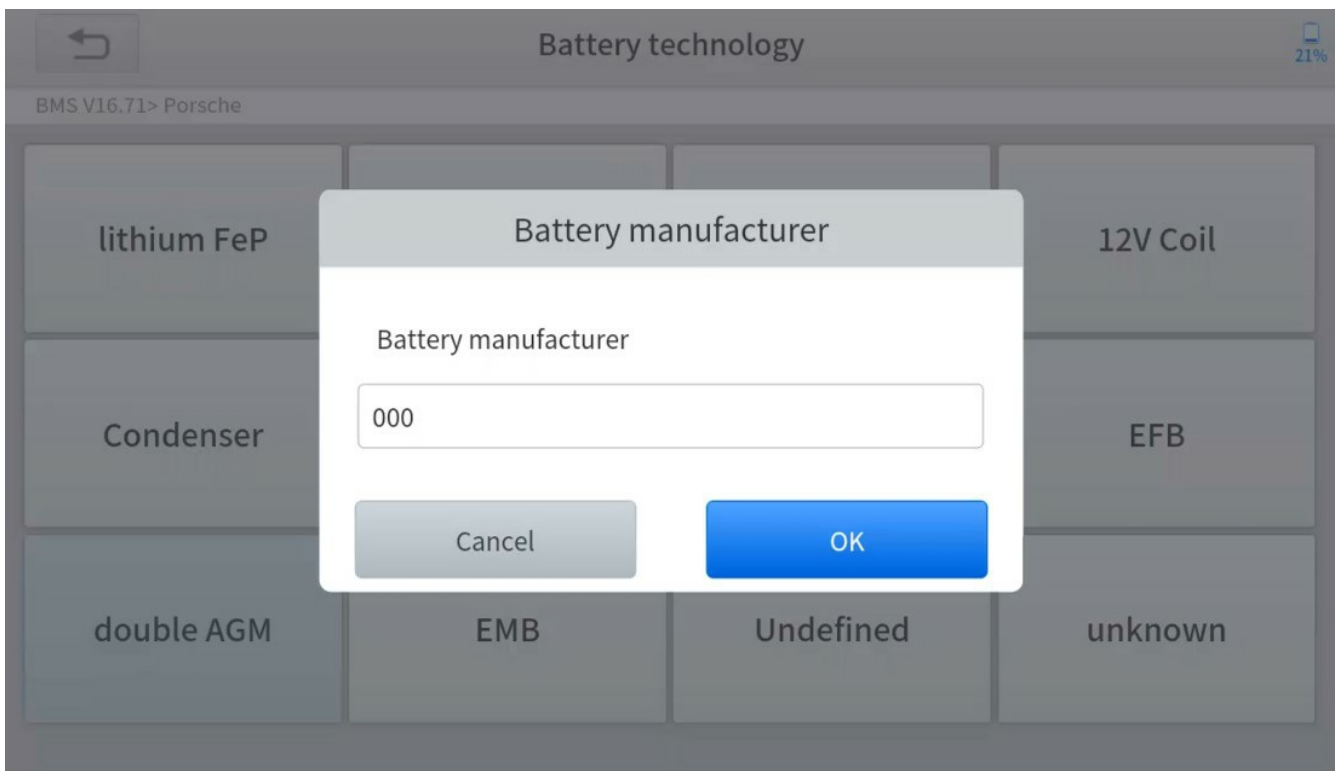 Battery technology
21%
BMS V16.71> Porsche
lithium FeP
12V Coil
Battery manufacturer
Battery manufacturer
000
Condenser
EFB
Cancel
OK
double AGM
EMB
Undefined
unknown